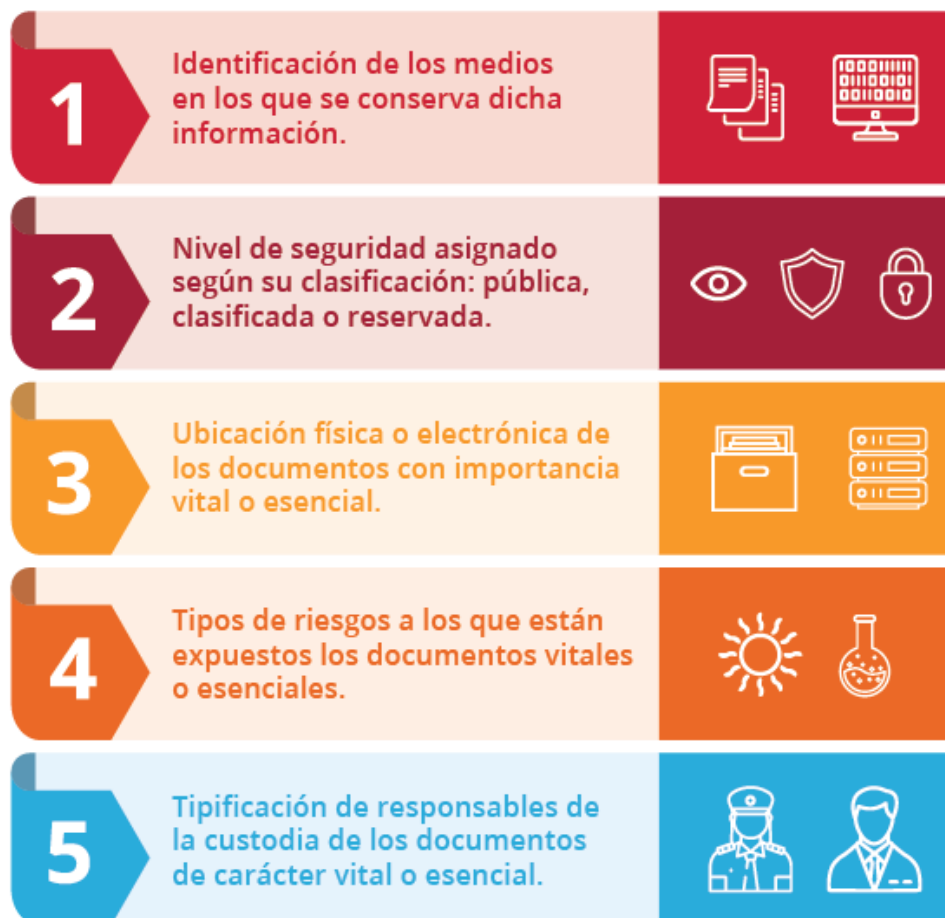 1
Identificación de los medios
en los que se conserva dicha
información.
2
Nivel de seguridad asignado
según su clasificación: pública,
clasificada o reservada.
3
Ubicación física o electrónica de
los documentos con importancia
vital o esencial.
4
Tipos de riesgos a los que están
expuestos los documentos vitales
o esenciales.
5
Tipificación de responsables de
la custodia de los documentos
de carácter vital o esencial.